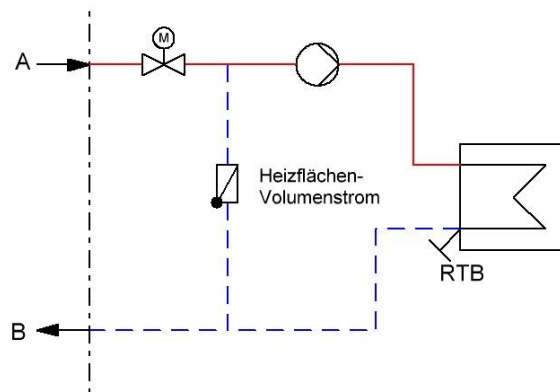 M
A
Heizflächen-
Volumenstrom
RTB
B